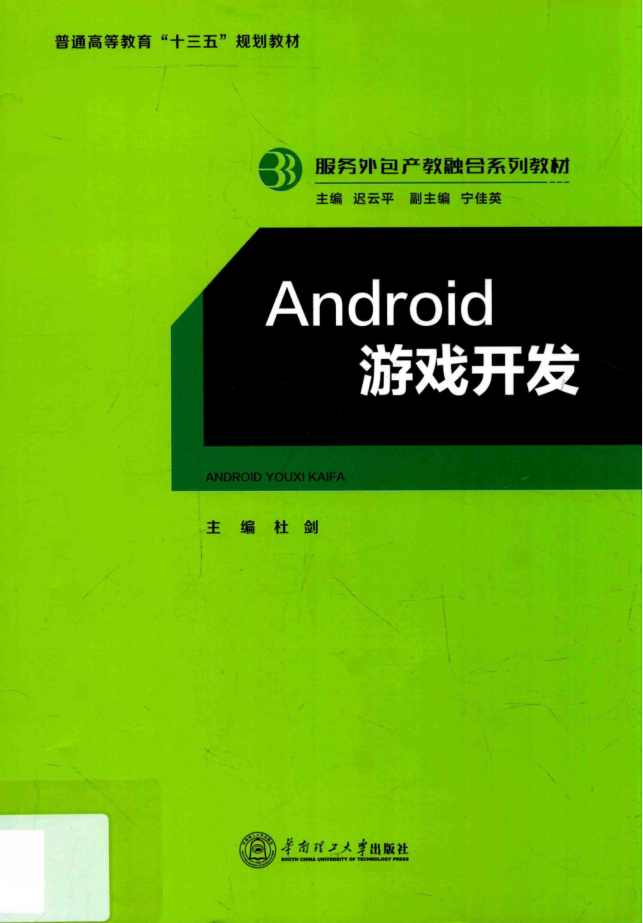 普通高等教育“十三五”规划教材
服务外包产教融合系列教材
主编 迟云平 副主编 宁佳英
Android
游戏开发
ANDROID YOUXI KAIFA
主 编 杜 剑
华南理工大学出版社
SOUTH CHINA UNIVERSITY OF TECHNOLOGY PRESS